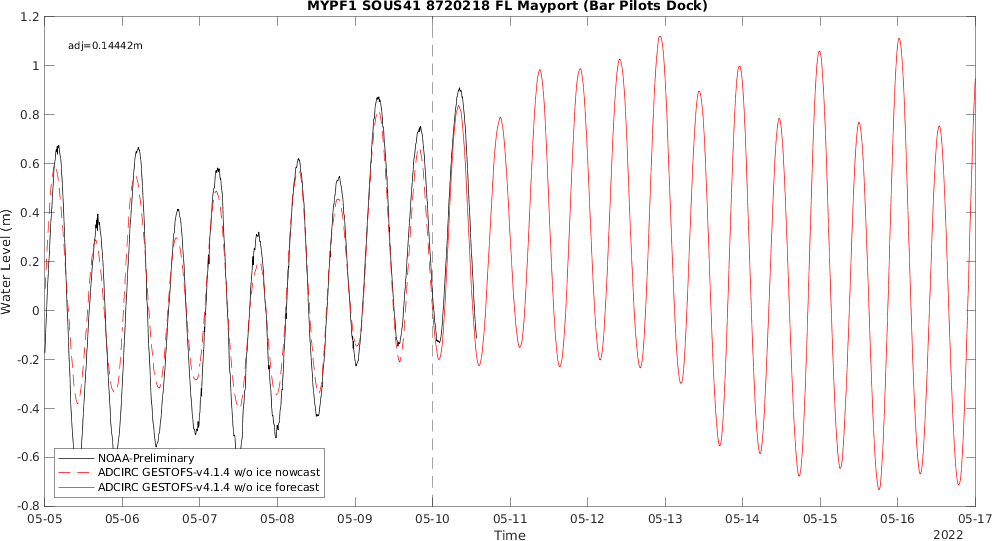 MYPF1 SOUS41 8720218 FL Mayport (Bar Pilots Dock)
adj=0.14442m
1.2
1
0.8
0.6
0.4
0.2
0
-0.2
-0.4
-0.6
-0.8
Water Level (m)
NOAA-Preliminary
ADCIRC GESTOFS-v4.1.4 w/o ice nowcast
ADCIRC GESTOFS-v4.1.4 w/o ice forecast
05-05 05-06 05-07 05-08 05-09 05-10 05-11 05-12 05-13 05-14 05-15 05-16 05-17
Time
2022